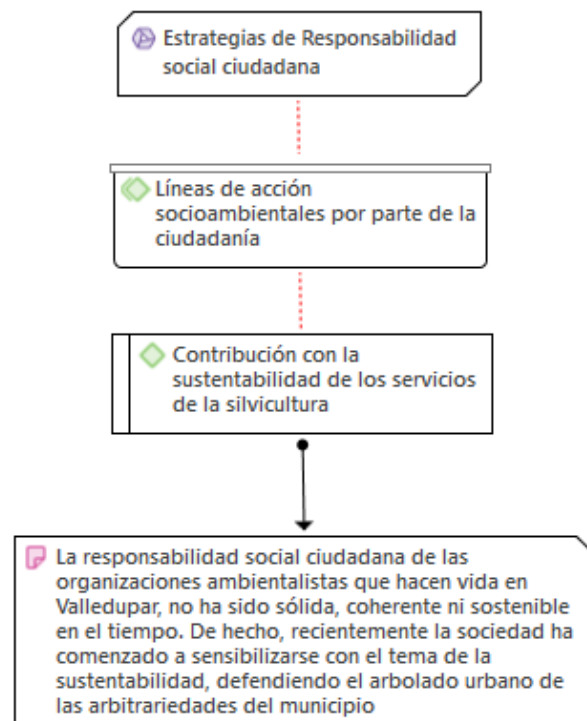 Estrategias de Responsabilidad
social ciudadana
Líneas de acción
socioambientales por parte de la
ciudadanía
Contribución con la
sustentabilidad de los servicios
de la silvicultura
La responsabilidad social ciudadana de las
organizaciones ambientalistas que hacen vida en
Valledupar, no ha sido sólida, coherente ni sostenible
en el tiempo. De hecho, recientemente la sociedad ha
comenzado a sensibilizarse con el tema de la
sustentabilidad, defendiendo el arbolado urbano de
las arbitrariedades del municipio